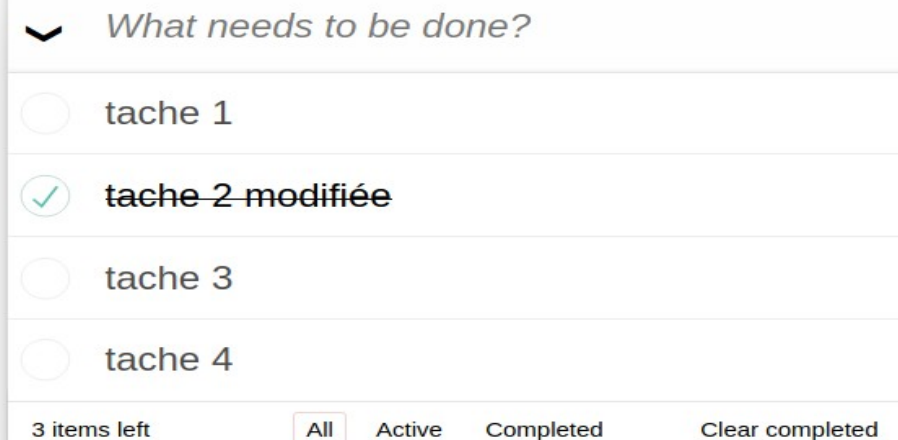 What needs to be done?
tache 1
tache 2 modifiée
tache 3
tache 4
3 items left All Active Completed Clear completed